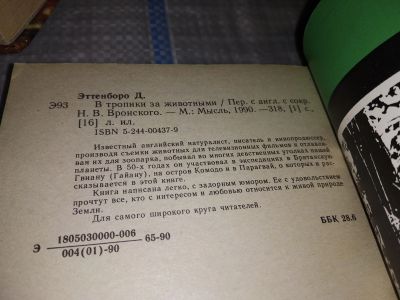 Эттенборо Д.
Э93 В тропики за животными / Пер. с англ. с сокр.
Н. В. Вронского. — М.: Мысль, 1990. —318, [1] с.,
[16] л. ил.
ISBN 5-244-00437-9
Известный английский натуралист, писатель и кинопродюсер,
производя съемки животных для телевизионных фильмов и отлавли-
вая их для зоопарка, побывал во многих экзотических уголках нашей
планеты. В 50-х годах он участвовал в экспедициях в Британскую
Гвиану (Гайану), на остров Комодо и в Парагвай, о которых и рас-
сказывается в этой книге.
Книга написана легко, с задорным юмором. Ее с удовольствием
прочтут все, кто с интересом и любовью относится к живой природе
Земли.
Для самого широкого круга читателей.
Э 1805030000-006 65-90
004(01)-90
ББК 28.6